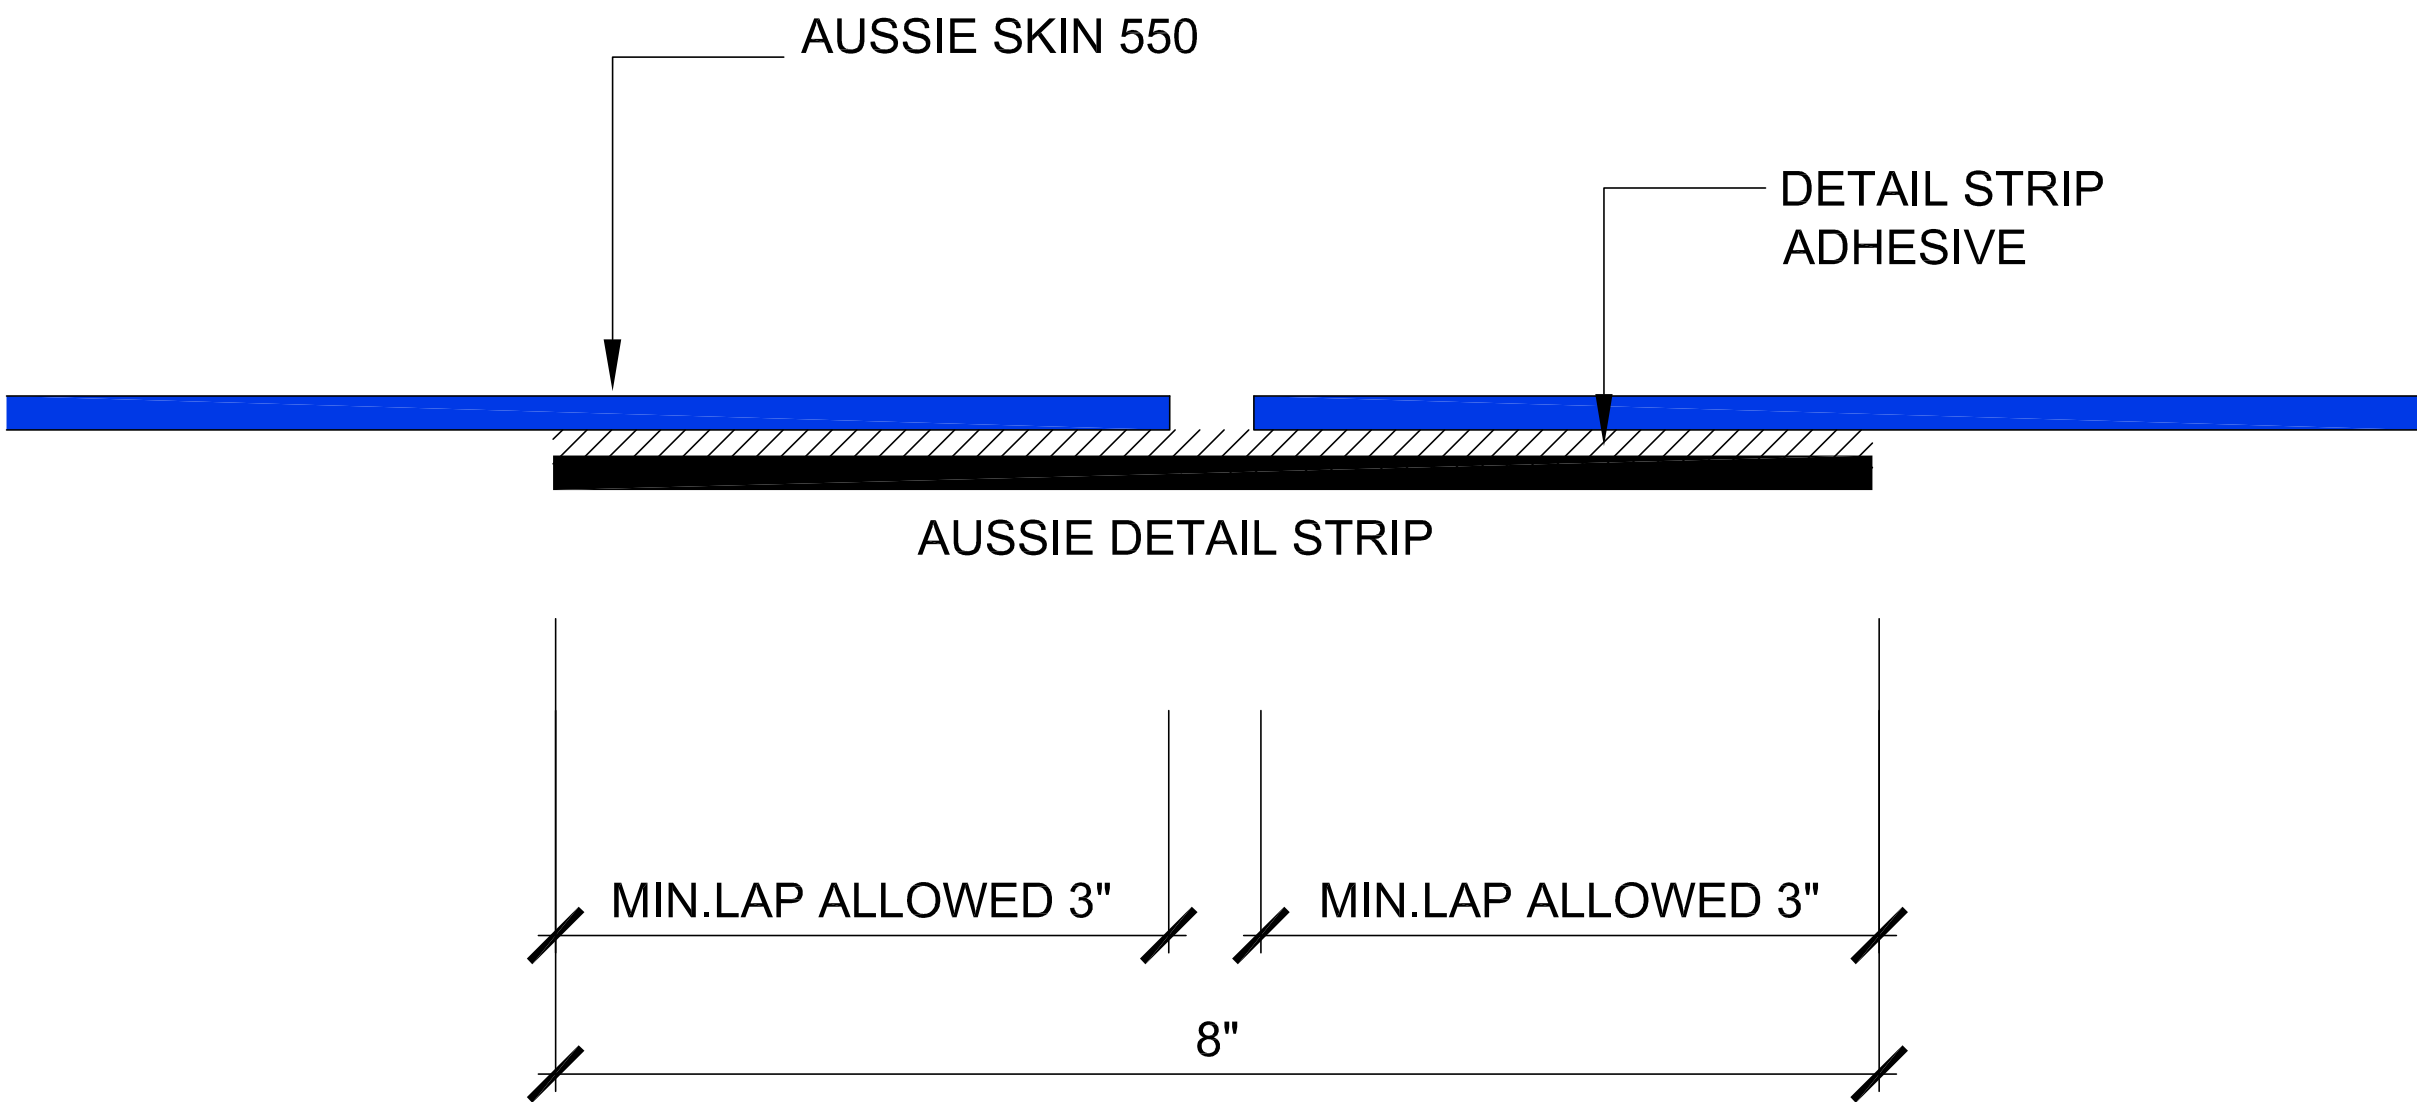 AUSSIE SKIN 550
DETAIL STRIP
ADHESIVE
AUSSIE DETAIL STRIP
MIN.LAP ALLOWED 3"
MIN.LAP ALLOWED 3"
8"